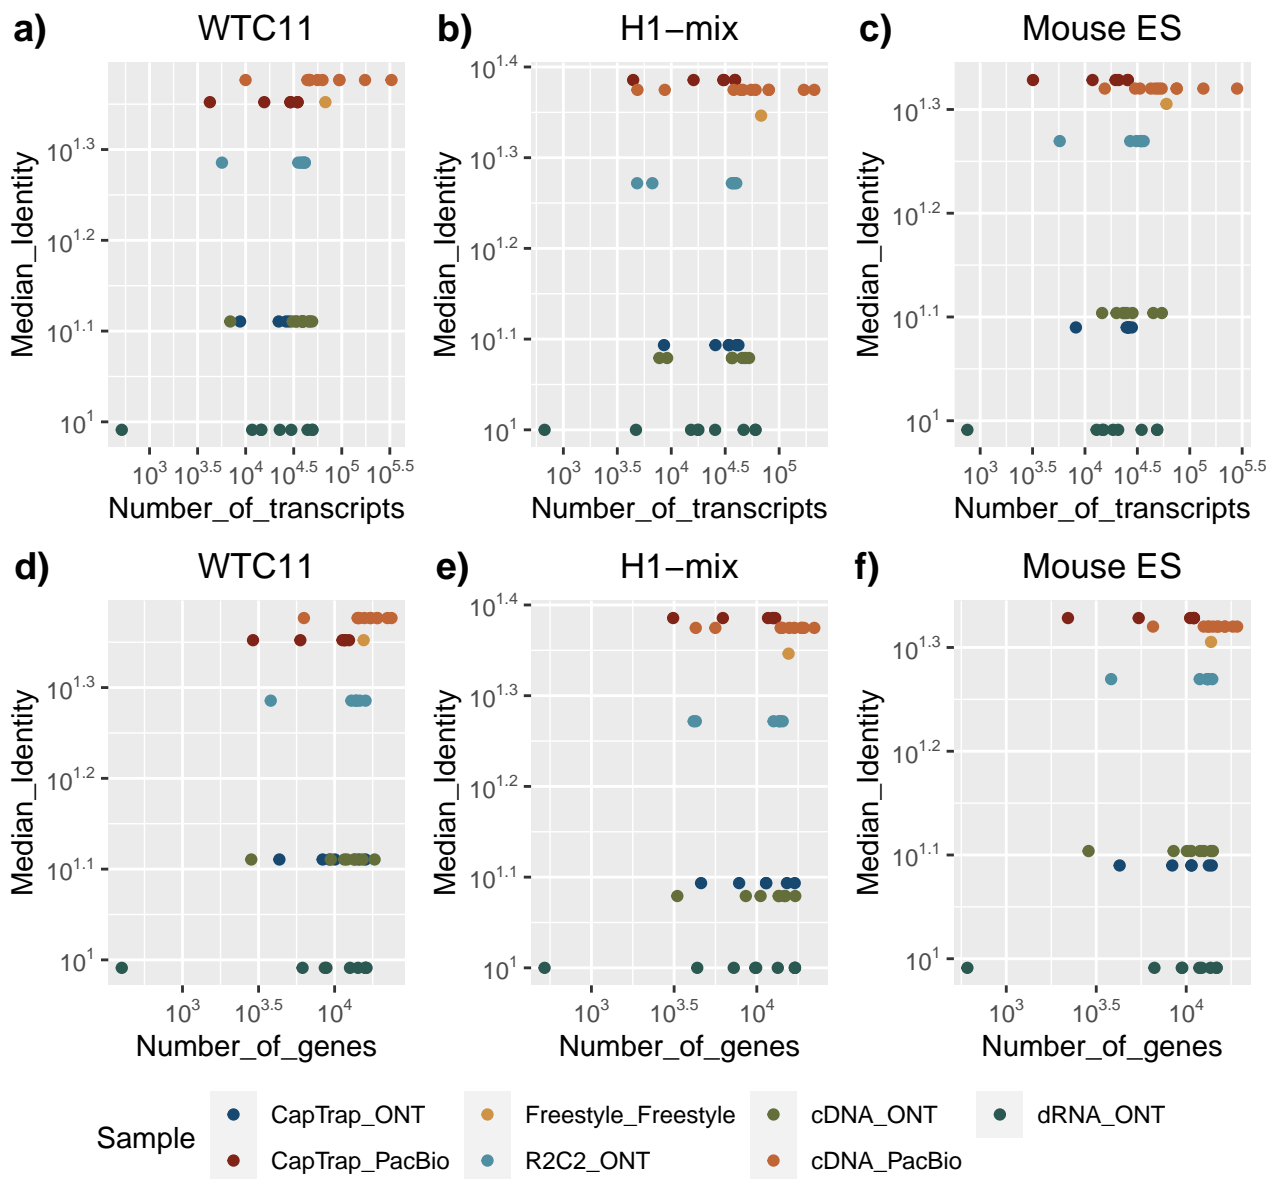 a) WTC11
b) H1−mix
c) Mouse ES
Median_Identity
10^1.3
10^1.2
10^1.1
10^1
10^3 10^3.5 10^4 10^4.5 10^5 10^5.5
Number_of_transcripts
Median_Identity
10^1.4
10^1.3
10^1.2
10^1.1
10^1
10^3 10^3.5 10^4 10^4.5 10^5
Number_of_transcripts
Median_Identity
10^1.3
10^1.2
10^1.1
10^1
10^3 10^3.5 10^4 10^4.5 10^5 10^5.5
Number_of_transcripts
d) WTC11
e) H1−mix
f) Mouse ES
Median_Identity
10^1.3
10^1.2
10^1.1
10^1
10^3 10^3.5 10^4
Number_of_genes
Median_Identity
10^1.4
10^1.3
10^1.2
10^1.1
10^1
10^3 10^3.5 10^4
Number_of_genes
Median_Identity
10^1.3
10^1.2
10^1.1
10^1
10^3 10^3.5 10^4
Number_of_genes
Sample
CapTrap_ONT Freestyle_Freestyle cDNA_ONT dRNA_ONT
CapTrap_PacBio R2C2_ONT cDNA_PacBio